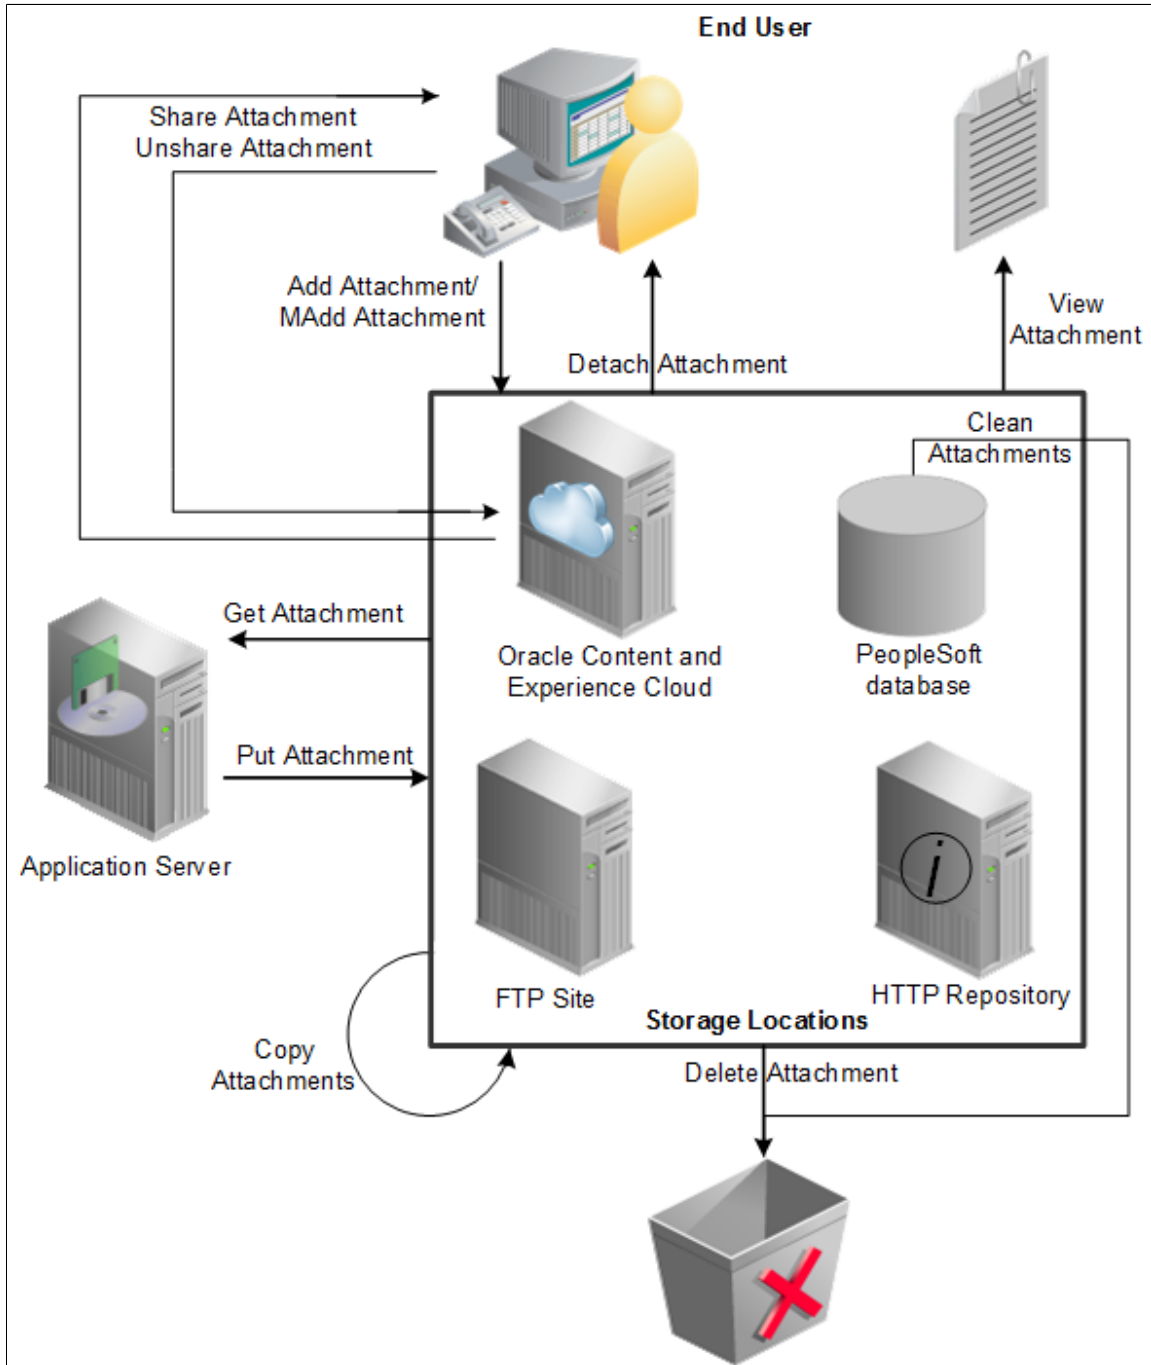 End User
Share Attachment
Unshare Attachment
Add Attachment/
MAdd Attachment
Detach Attachment
View
Attachment
Clean
Attachments
Get Attachment
Oracle Content and
Experience Cloud
PeopleSoft
database
Put Attachment
Application Server
i
FTP Site
HTTP Repository
Storage Locations
Copy
Attachments
Delete Attachment